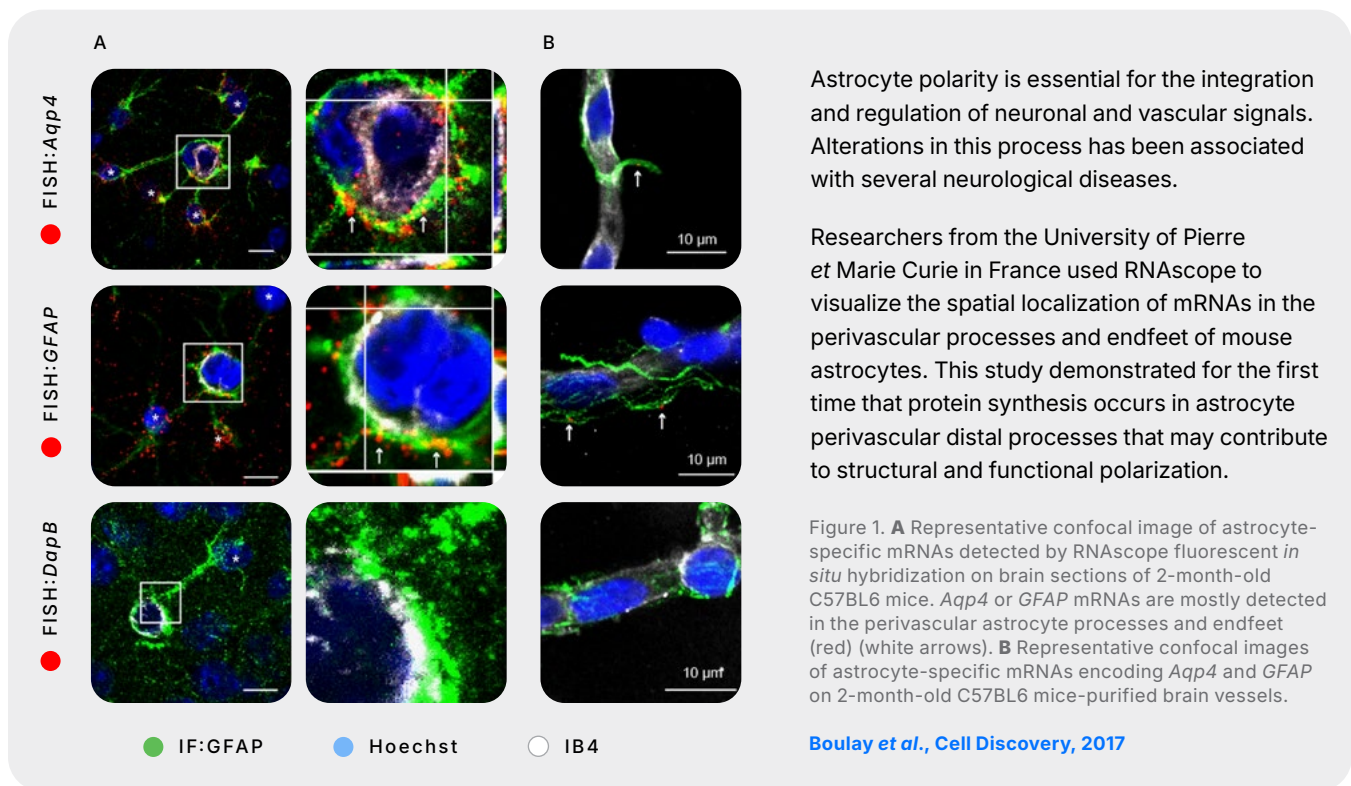 A
B
FISH:Aqp4
FISH:GFAP
FISH:DapB
10 µm
10 µm
10 µm
IF:GFAP
Hoechst
IB4
Astrocyte polarity is essential for the integration
and regulation of neuronal and vascular signals.
Alterations in this process has been associated
with several neurological diseases.
Researchers from the University of Pierre
et Marie Curie in France used RNAscope to
visualize the spatial localization of mRNAs in the
perivascular processes and endfeet of mouse
astrocytes. This study demonstrated for the first
time that protein synthesis occurs in astrocyte
perivascular distal processes that may contribute
to structural and functional polarization.
Figure 1. A Representative confocal image of astrocyte-
specific mRNAs detected by RNAscope fluorescent in
situ hybridization on brain sections of 2-month-old
C57BL6 mice. Aqp4 or GFAP mRNAs are mostly detected
in the perivascular astrocyte processes and endfeet
(red) (white arrows). B Representative confocal images
of astrocyte-specific mRNAs encoding Aqp4 and GFAP
on 2-month-old C57BL6 mice-purified brain vessels.
Boulay et al., Cell Discovery, 2017